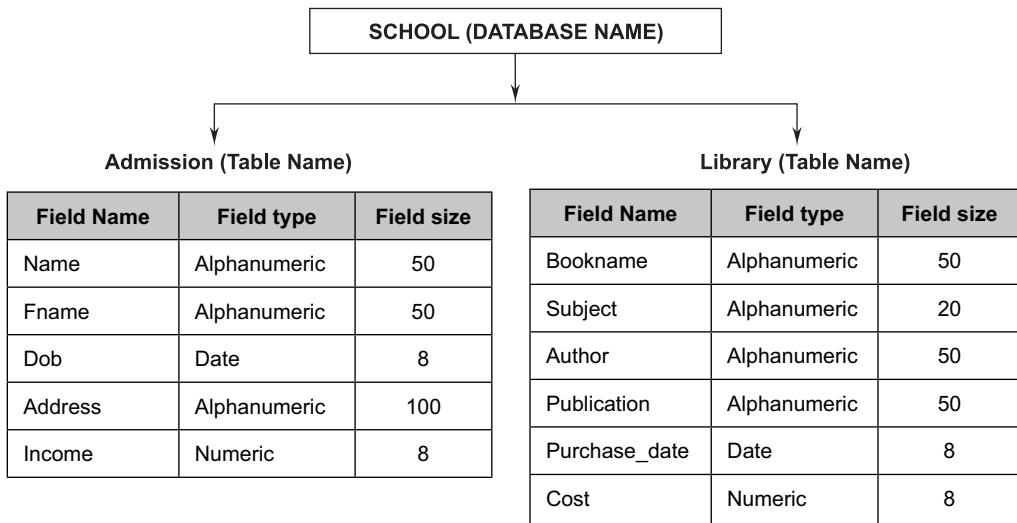 SCHOOL (DATABASE NAME)
Admission (Table Name)
Field Name Field type Field size
Name Alphanumeric 50
Fname Alphanumeric 50
Dob Date 8
Address Alphanumeric 100
Income Numeric 8
Library (Table Name)
Field Name Field type Field size
Bookname Alphanumeric 50
Subject Alphanumeric 20
Author Alphanumeric 50
Publication Alphanumeric 50
Purchase_date Date 8
Cost Numeric 8